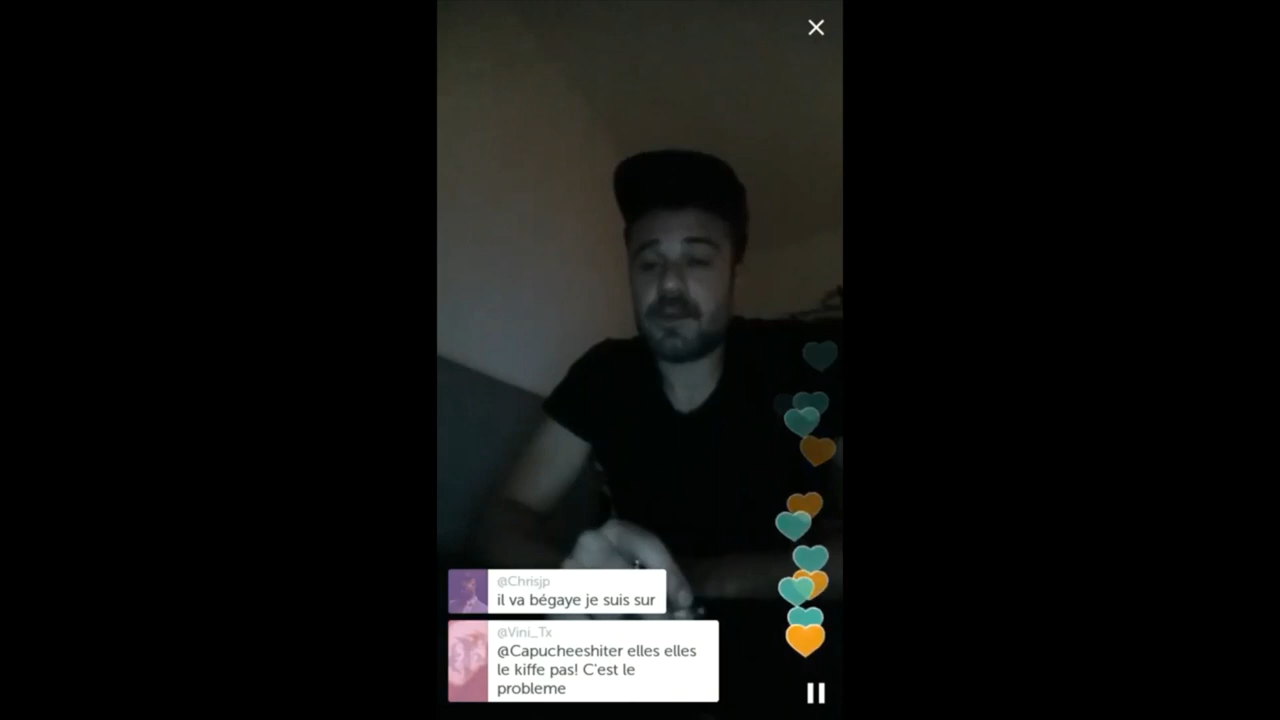 @Chrisjp
il va bégaye je suis sur
@Vini_Tx
@Capucheeshiter elles elles
le kiffe pas! C'est le
probleme